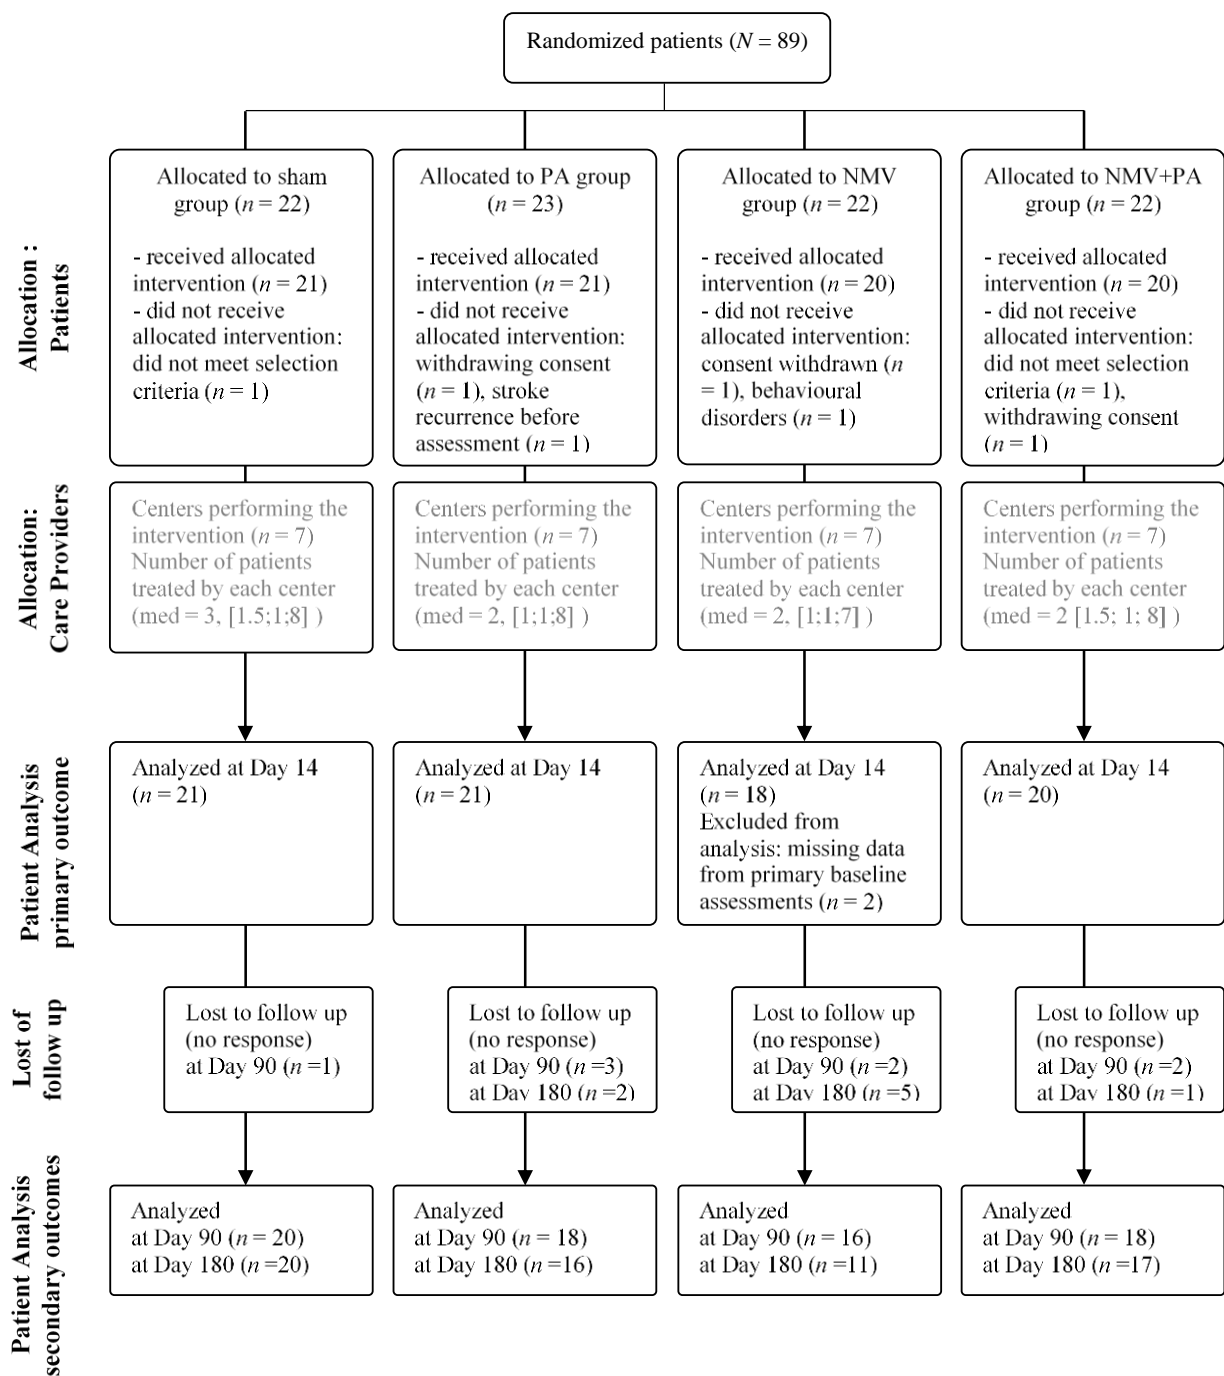 Randomized patients (N = 89)
Allocation :
Patients
Allocated to sham
group (n = 22)
- received allocated
intervention (n = 21)
- did not receive
allocated intervention:
did not meet selection
criteria (n = 1)
Allocated to PA group
(n = 23)
- received allocated
intervention (n = 21)
- did not receive
allocated intervention:
withdrawing consent
(n = 1), stroke
recurrence before
assessment (n = 1)
Allocated to NMV
group (n = 22)
- received allocated
intervention (n = 20)
- did not receive
allocated intervention:
consent withdrawn (n
= 1), behavioural
disorders (n = 1)
Allocated to NMV+PA
group (n = 22)
- received allocated
intervention (n = 20)
- did not receive
allocated intervention:
did not meet selection
criteria (n = 1),
withdrawing consent
(n = 1)
Allocation:
Care Providers
Centers performing the
intervention (n = 7)
Number of patients
treated by each center
(med = 3, [1.5;1;8] )
Centers performing the
intervention (n = 7)
Number of patients
treated by each center
(med = 2, [1;1;8] )
Centers performing the
intervention (n = 7)
Number of patients
treated by each center
(med = 2, [1;1;7] )
Centers performing the
intervention (n = 7)
Number of patients
treated by each center
(med = 2 [1.5; 1; 8] )
Patient Analysis
primary outcome
Analyzed at Day 14
(n = 21)
Analyzed at Day 14
(n = 21)
Analyzed at Day 14
(n = 18)
Excluded from
analysis: missing data
from primary baseline
assessments (n = 2)
Analyzed at Day 14
(n = 20)
Lost of
follow up
Lost to follow up
(no response)
at Day 90 (n =1)
Lost to follow up
(no response)
at Day 90 (n =3)
at Day 180 (n =2)
Lost to follow up
(no response)
at Day 90 (n =2)
at Day 180 (n =5)
Lost to follow up
(no response)
at Day 90 (n =2)
at Day 180 (n =1)
Patient Analysis
secondary outcomes
Analyzed
at Day 90 (n = 20)
at Day 180 (n =20)
Analyzed
at Day 90 (n = 18)
at Day 180 (n =16)
Analyzed
at Day 90 (n = 16)
at Day 180 (n =11)
Analyzed
at Day 90 (n = 18)
at Day 180 (n =17)